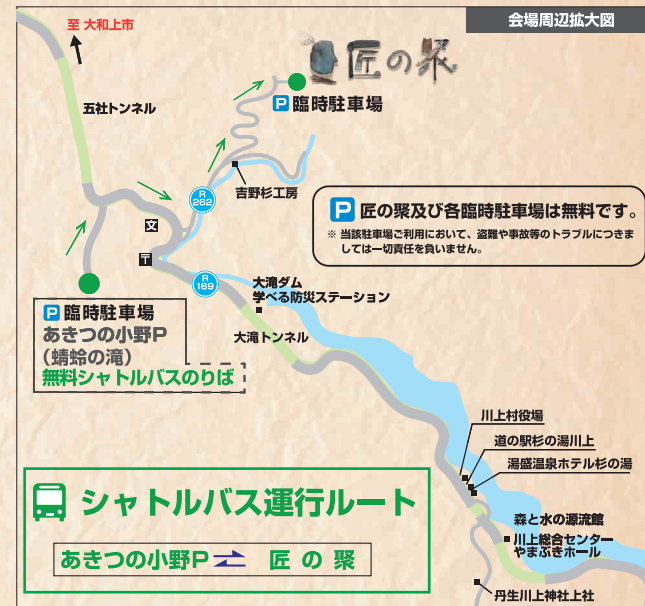 会場周辺拡大図
至 大和上市
匠の聚
P 臨時駐車場
五社トンネル
吉野杉工房
R
262
P 匠の聚及び各臨時駐車場は無料です。
※ 当該駐車場ご利用において、盗難や事故等のトラブルにつきま
しては一切責任を負いません。
文
〒
R
169
大滝ダム
学べる防災ステーション
P 臨時駐車場
あきつの小野P
(蜻蛉の滝)
無料シャトルバスのりば
大滝トンネル
川上村役場
道の駅杉の湯川上
湯盛温泉ホテル杉の湯
シャトルバス運行ルート
あきつの小野P ⇌ 匠の聚
森と水の源流館
川上総合センター
やまぶきホール
丹生川上神社上社